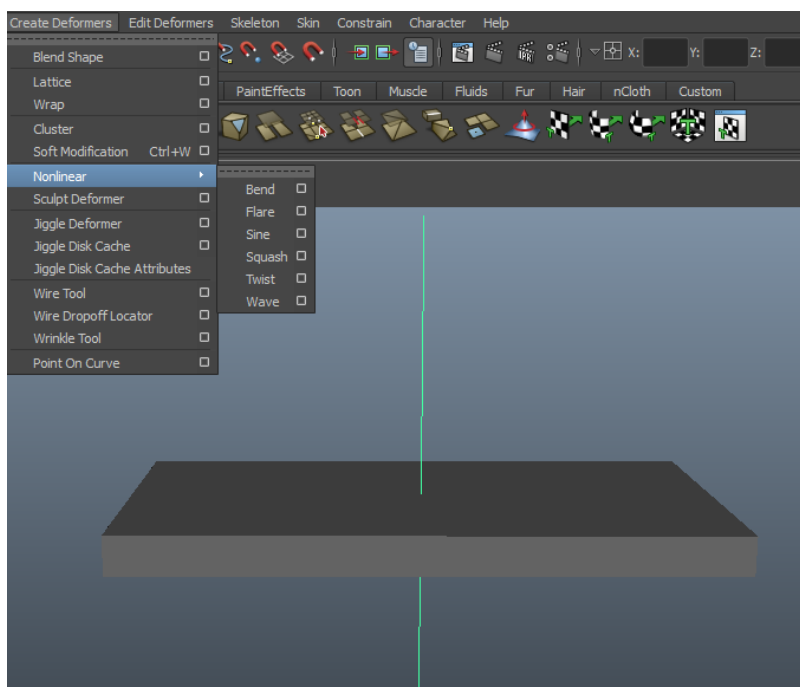 Create Deformers Edit Deformers Skeleton Skin Constrain Character Help
X: Y: Z:
PaintEffects Toon Muscle Fluids Fur Hair nCloth Custom
Blend Shape
Lattice
Wrap
Cluster
Soft Modification Ctrl+W
Nonlinear
Sculpt Deformer
Jiggle Deformer
Jiggle Disk Cache
Jiggle Disk Cache Attributes
Wire Tool
Wire Dropoff Locator
Wrinkle Tool
Point On Curve
Bend
Flare
Sine
Squash
Twist
Wave